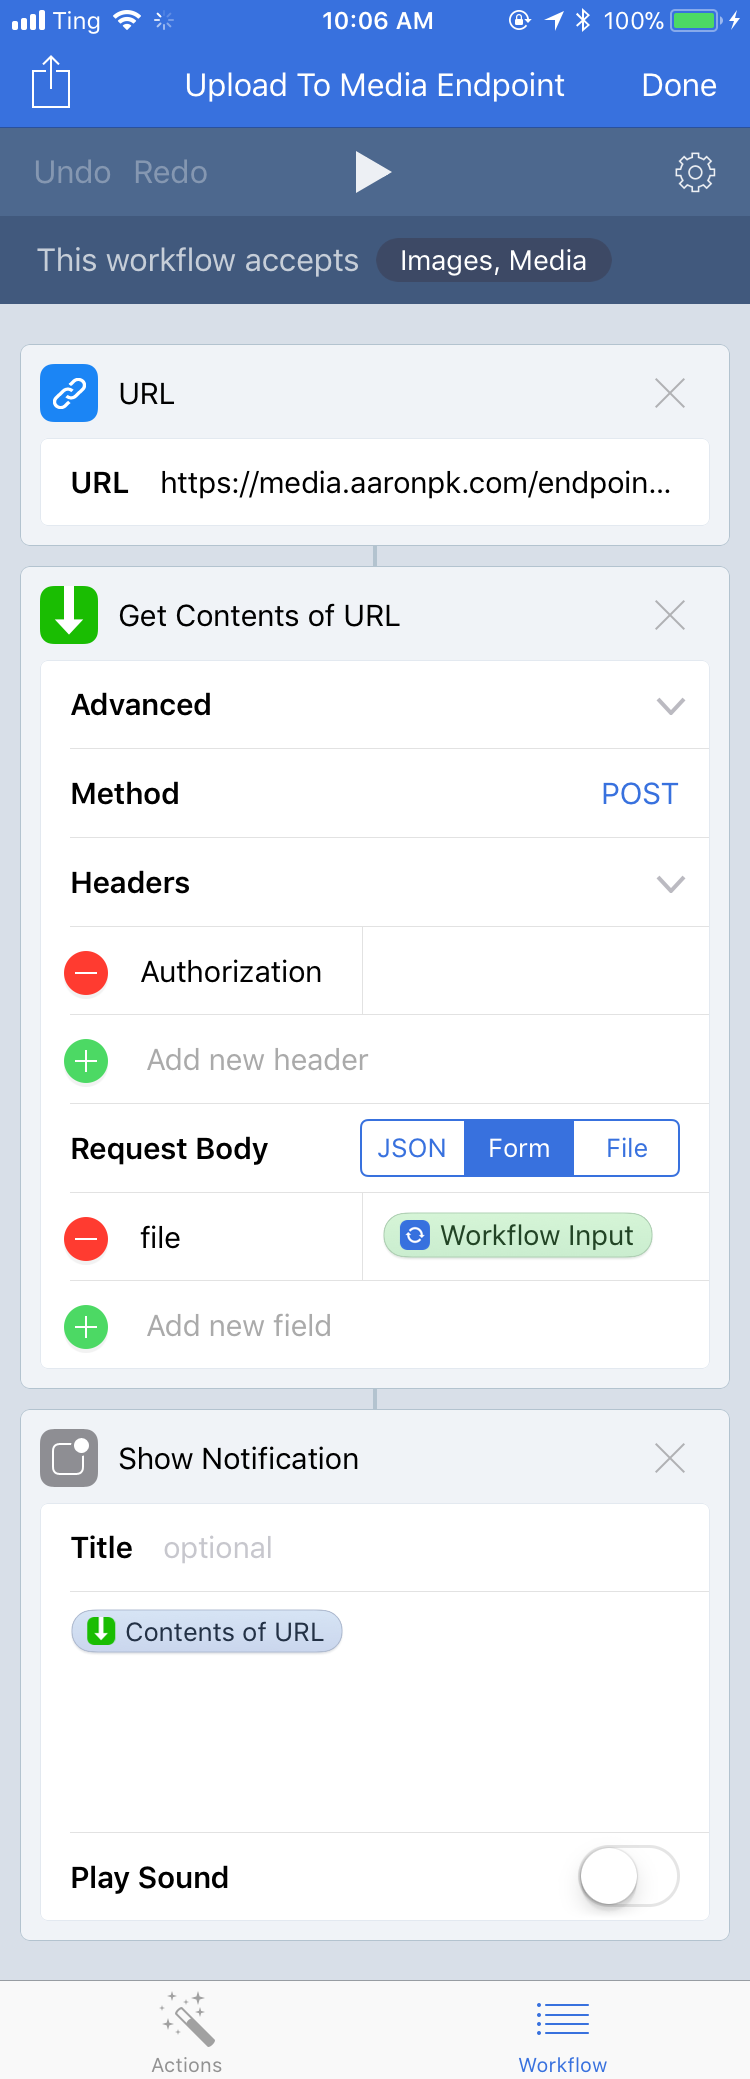 Ting 10:06 AM 100%
Upload To Media Endpoint Done
Undo Redo
This workflow accepts Images, Media
URL
URL https://media.aaronpk.com/endpoin...
Get Contents of URL
Advanced
Method POST
Headers
Authorization
Add new header
Request Body JSON Form File
file Workflow Input
Add new field
Show Notification
Title optional
Contents of URL
Play Sound
Actions Workflow